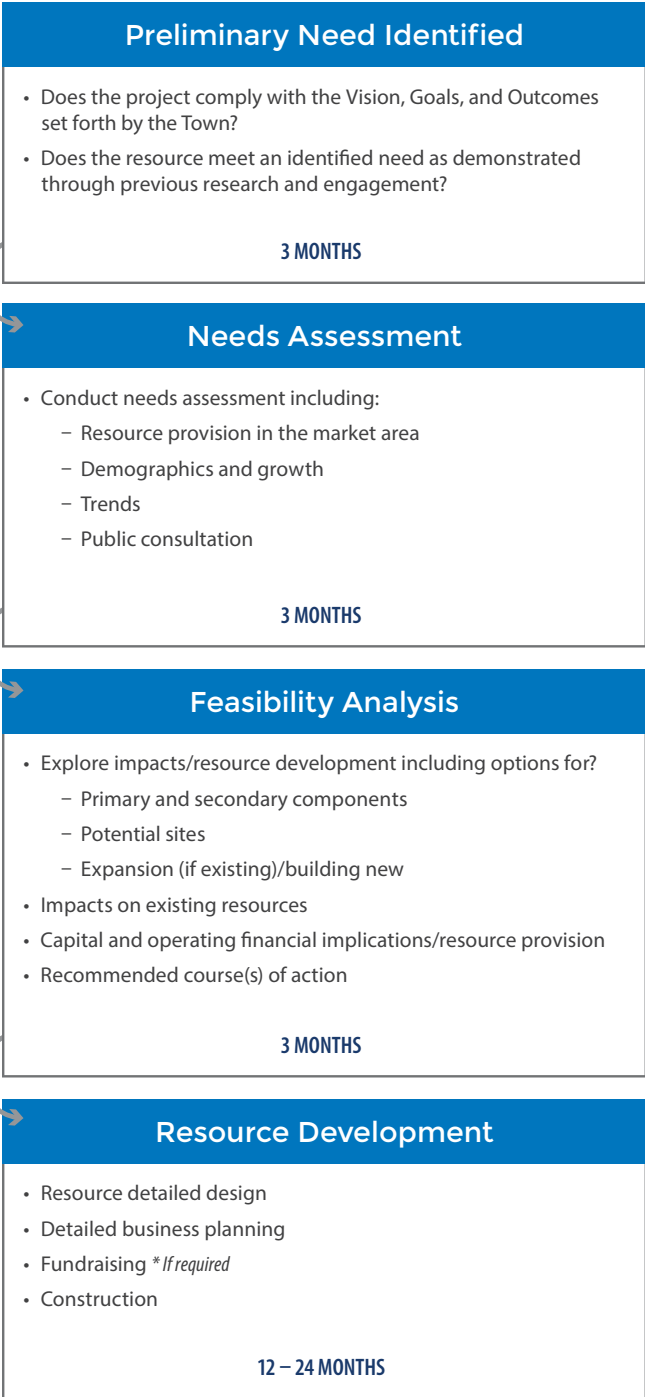 Preliminary Need Identified
• Does the project comply with the Vision, Goals, and Outcomes
set forth by the Town?
• Does the resource meet an identified need as demonstrated
through previous research and engagement?
3 MONTHS
Needs Assessment
• Conduct needs assessment including:
– Resource provision in the market area
– Demographics and growth
– Trends
– Public consultation
3 MONTHS
Feasibility Analysis
• Explore impacts/resource development including options for?
– Primary and secondary components
– Potential sites
– Expansion (if existing)/building new
• Impacts on existing resources
• Capital and operating financial implications/resource provision
• Recommended course(s) of action
3 MONTHS
Resource Development
• Resource detailed design
• Detailed business planning
• Fundraising * If required
• Construction
12 – 24 MONTHS